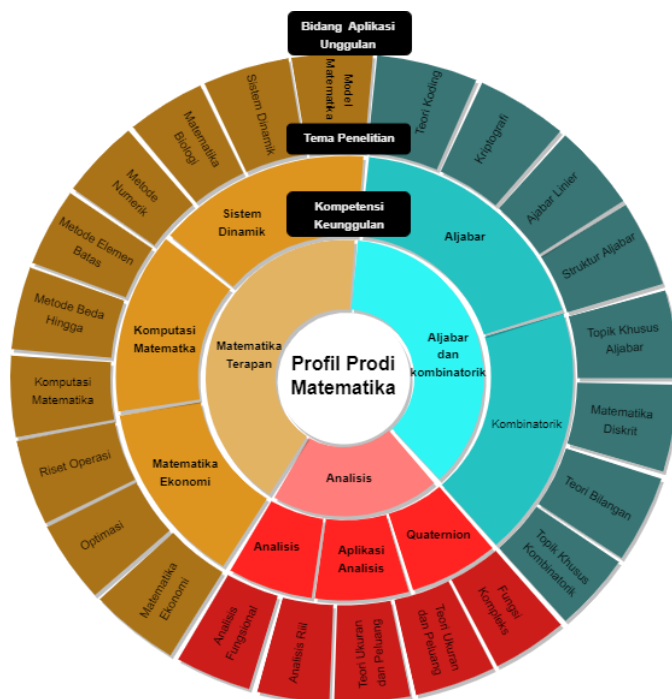 Bidang Aplikasi
Unggulan
Tema Penelitian
Kompetensi
Keunggulan
Profil Prodi
Matematika
Matematika
Terapan
Aljabar
dan
kombinatorik
Analisis
Sistem
Dinamik
Komputasi
Matematka
Matematika
Ekonomi
Aljabar
Kombinatorik
Quaternion
Aplikasi
Analisis
Analisis
Model
Matematika
Teori Koding
Kriptografi
Aljabar Linier
Struktur Aljabar
Topik Khusus
Aljabar
Matematika
Diskrit
Teori Bilangan
Topik Khusus
Kombinatorik
Fungsi
Kompleks
Teori Ukuran
dan Peluang
Teori Ukuran
dan Peluang
Analisis Riil
Analisis
Fungsional
Matematika
Ekonomi
Optimasi
Riset Operasi
Komputasi
Matematika
Metode Beda
Hingga
Metode Elemen
Batas
Metode
Numerik
Matematika
Biologi
Sistem Dinamik